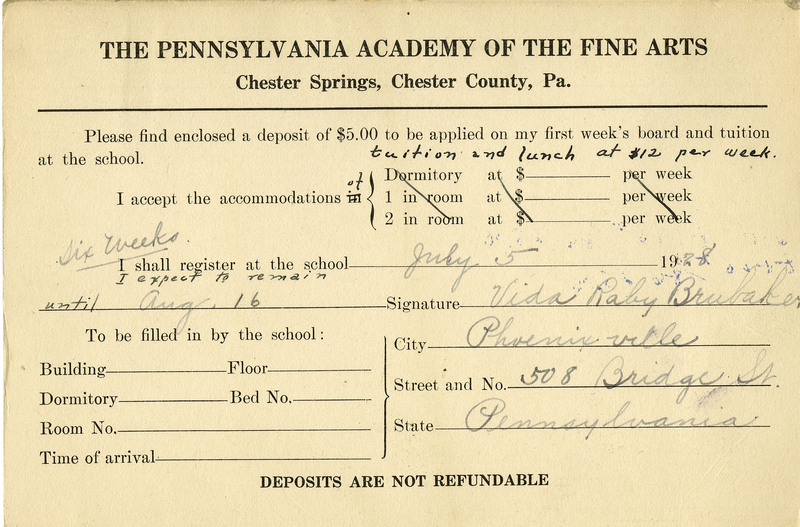 THE PENNSYLVANIA ACADEMY OF THE FINE ARTS
Chester Springs, Chester County, Pa.
Please find enclosed a deposit of $5.00 to be applied on my first week's board and tuition
at the school. tuition and lunch at $12 per week.
I accept the accommodations in of
Dormitory at $ per week
1 in room at $ per week
2 in room at $ per week
Six Weeks.
I shall register at the school July 5 1928
I expect to remain
until Aug. 16
Signature Vida Raby Brubaker
To be filled in by the school:
City Phoenixville
Building Floor
Street and No. 508 Bridge St.
Dormitory Bed No.
State Pennsylvania
Room No.
Time of arrival
DEPOSITS ARE NOT REFUNDABLE